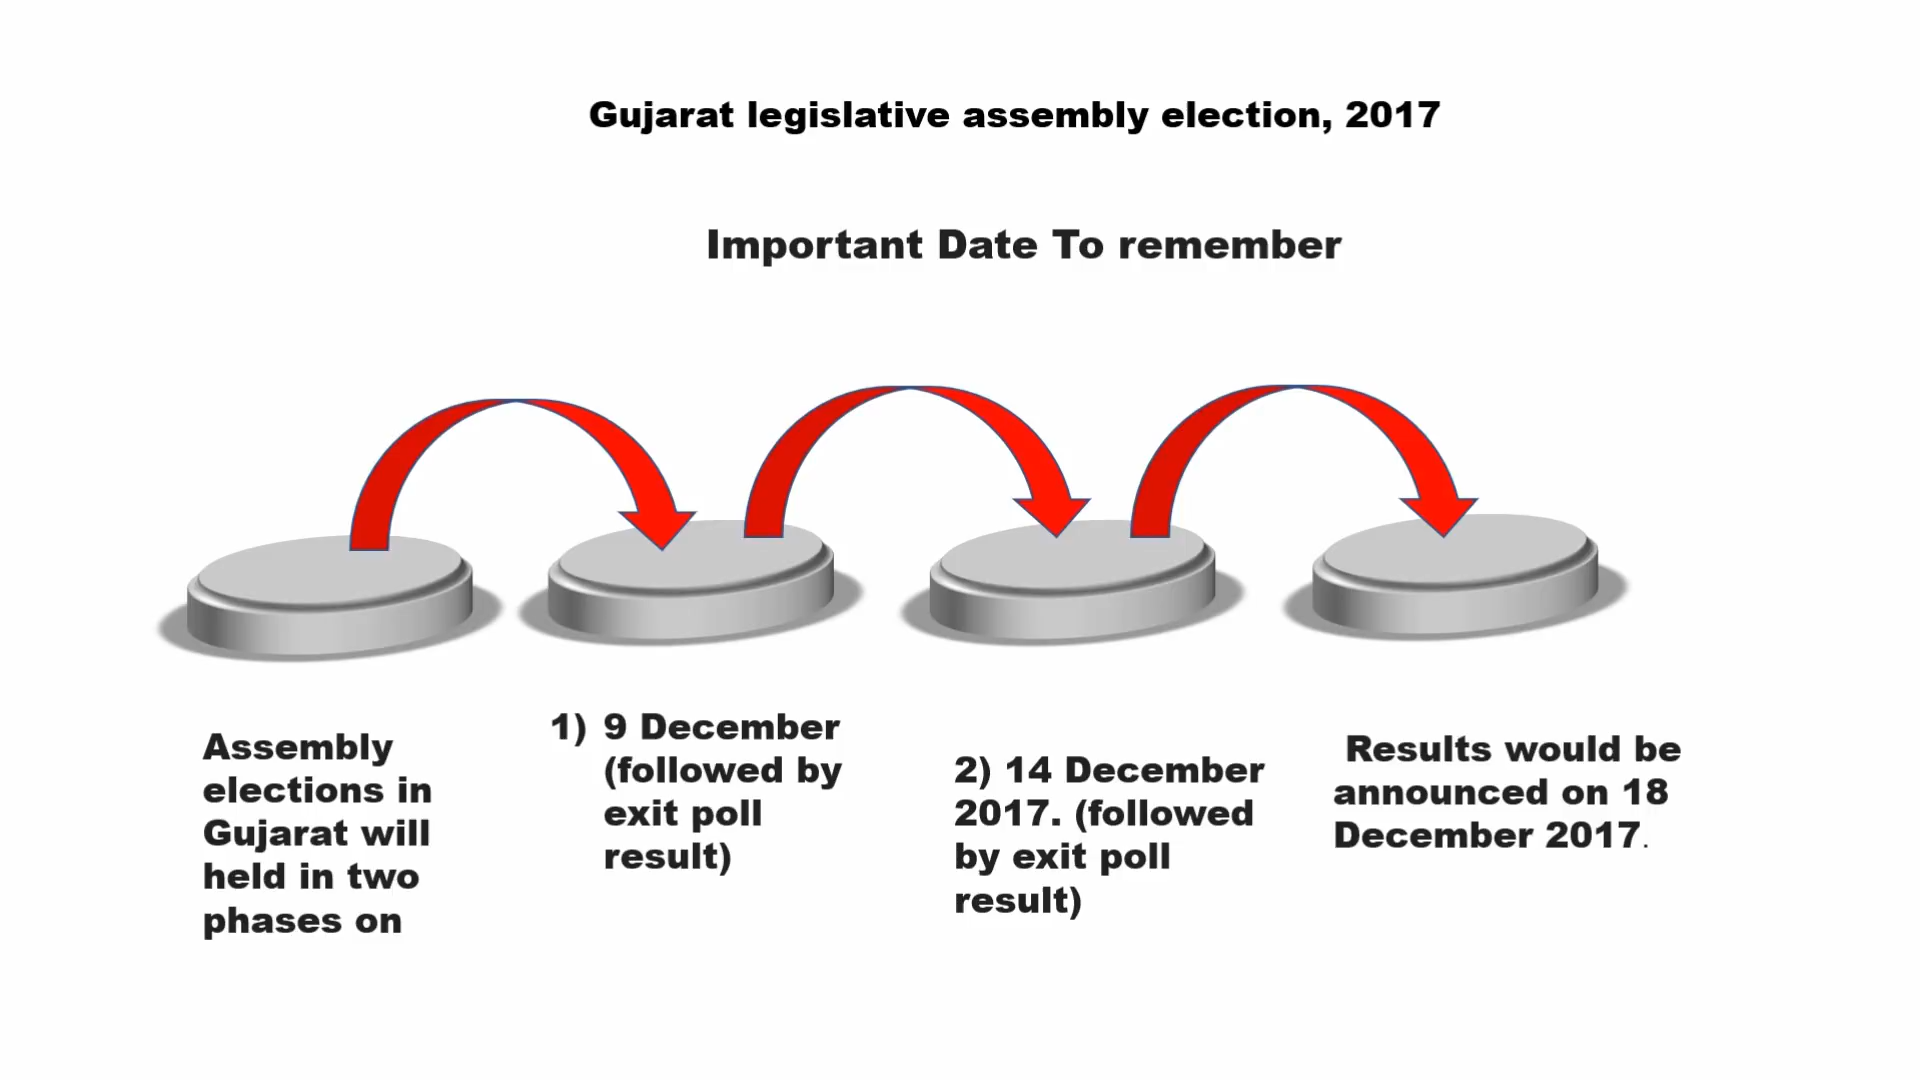 Gujarat legislative assembly election, 2017
Important Date To remember
Assembly
elections in
Gujarat will
held in two
phases on
1) 9 December
(followed by
exit poll
result)
2) 14 December
2017. (followed
by exit poll
result)
Results would be
announced on 18
December 2017.